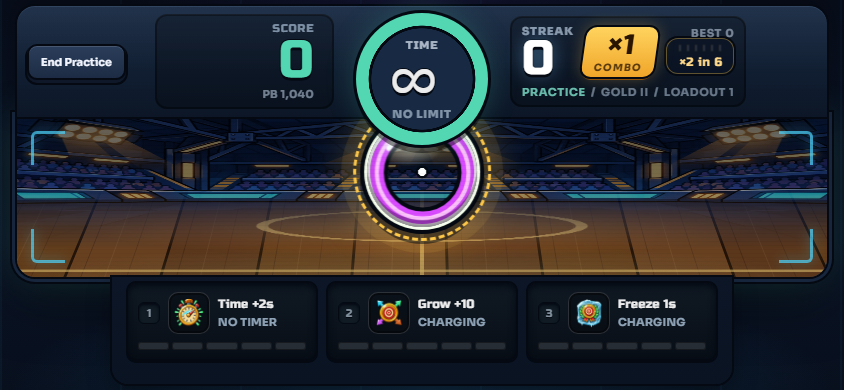 End Practice
SCORE
0
PB 1,040
TIME
∞
NO LIMIT
STREAK
0
×1
COMBO
BEST 0
×2 in 6
PRACTICE / GOLD II / LOADOUT 1
1
Time +2s
NO TIMER
2
Grow +10
CHARGING
3
Freeze 1s
CHARGING